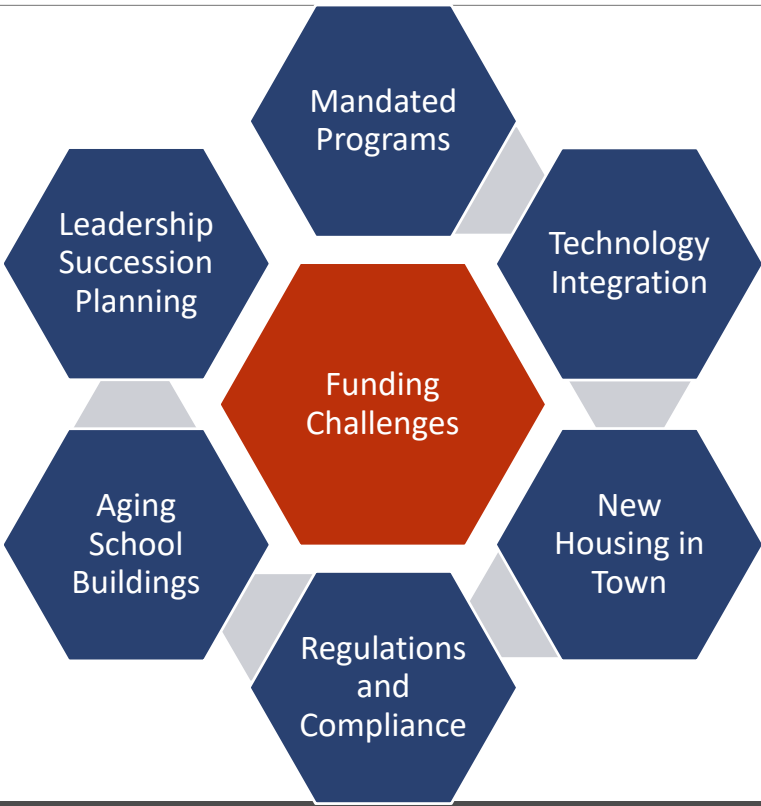 Mandated
Programs
Technology
Integration
New
Housing in
Town
Regulations
and
Compliance
Aging
School
Buildings
Leadership
Succession
Planning
Funding
Challenges